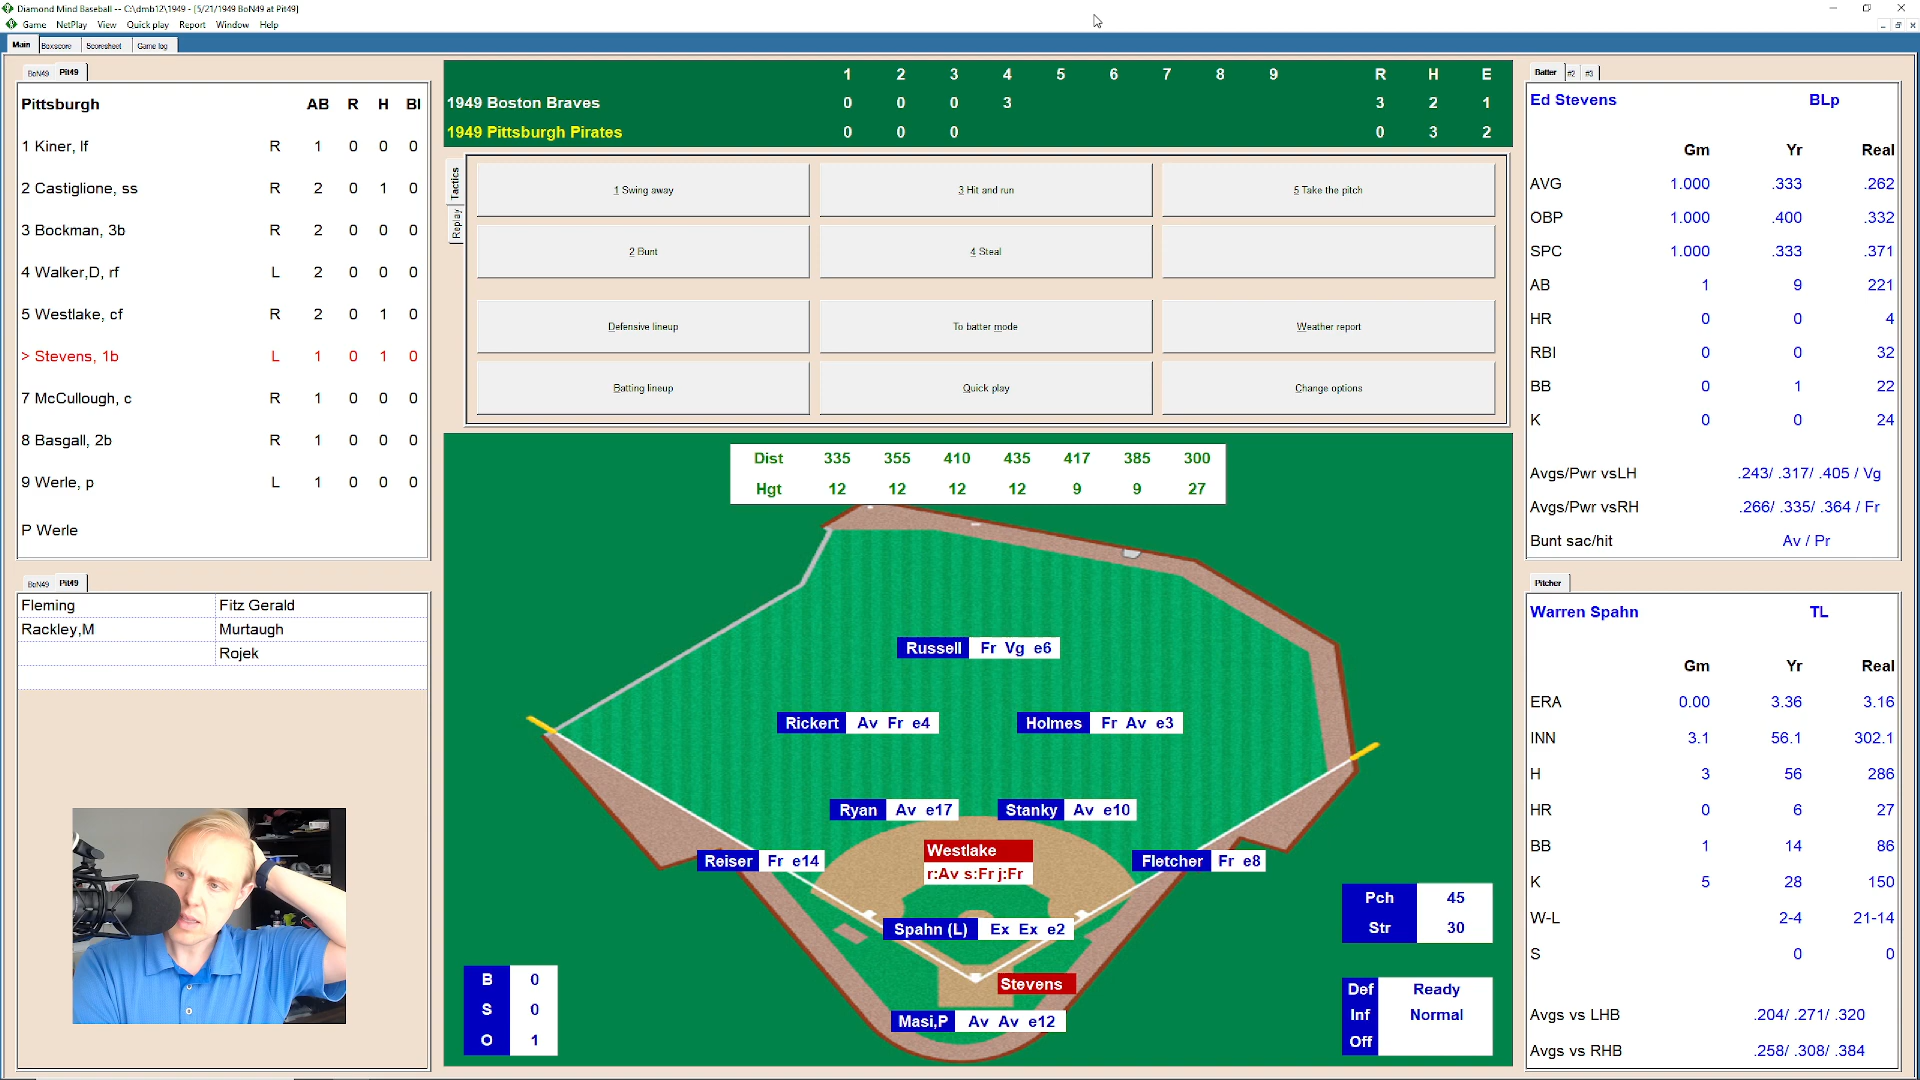 Diamond Mind Baseball -- C:\dmb12\1949 - [5/21/1949 BoN49 at Pit49]
Game NetPlay View Quick play Report Window Help
Main Boxscore Scoresheet Game log
BoN49 Pit49
Pittsburgh AB R H BI
1 Kiner, lf R 1 0 0 0
2 Castiglione, ss R 2 0 1 0
3 Bockman, 3b R 2 0 0 0
4 Walker,D, rf L 2 0 0 0
5 Westlake, cf R 2 0 1 0
> Stevens, 1b L 1 0 1 0
7 McCullough, c R 1 0 0 0
8 Basgall, 2b R 1 0 0 0
9 Werle, p L 1 0 0 0
P Werle
BoN49 Pit49
Fleming Fitz Gerald
Rackley,M Murtaugh
Rojek
1 2 3 4 5 6 7 8 9 R H E
1949 Boston Braves 0 0 0 3 3 2 1
1949 Pittsburgh Pirates 0 0 0 0 3 2
Tactics
Replay
1 Swing away 3 Hit and run 5 Take the pitch
2 Bunt 4 Steal
Defensive lineup To batter mode Weather report
Batting lineup Quick play Change options
Dist 335 355 410 435 417 385 300
Hgt 12 12 12 12 9 9 27
Russell Fr Vg e6
Rickert Av Fr e4 Holmes Fr Av e3
Ryan Av e17 Stanky Av e10
Westlake
Reiser Fr e14 Fletcher Fr e8
r:Av s:Fr j:Fr
Spahn (L) Ex Ex e2
Stevens
Masi,P Av Av e12
Pch 45
Str 30
B 0
S 0
O 1
Def Ready
Inf Normal
Off
Batter #2 #3
Ed Stevens BLp
Gm Yr Real
AVG 1.000 .333 .262
OBP 1.000 .400 .332
SPC 1.000 .333 .371
AB 1 9 221
HR 0 0 4
RBI 0 0 32
BB 0 1 22
K 0 0 24
Avgs/Pwr vsLH .243/ .317/ .405 / Vg
Avgs/Pwr vsRH .266/ .335/ .364 / Fr
Bunt sac/hit Av / Pr
Pitcher
Warren Spahn TL
Gm Yr Real
ERA 0.00 3.36 3.16
INN 3.1 56.1 302.1
H 3 56 286
HR 0 6 27
BB 1 14 86
K 5 28 150
W-L 2-4 21-14
S 0 0
Avgs vs LHB .204/ .271/ .320
Avgs vs RHB .258/ .308/ .384